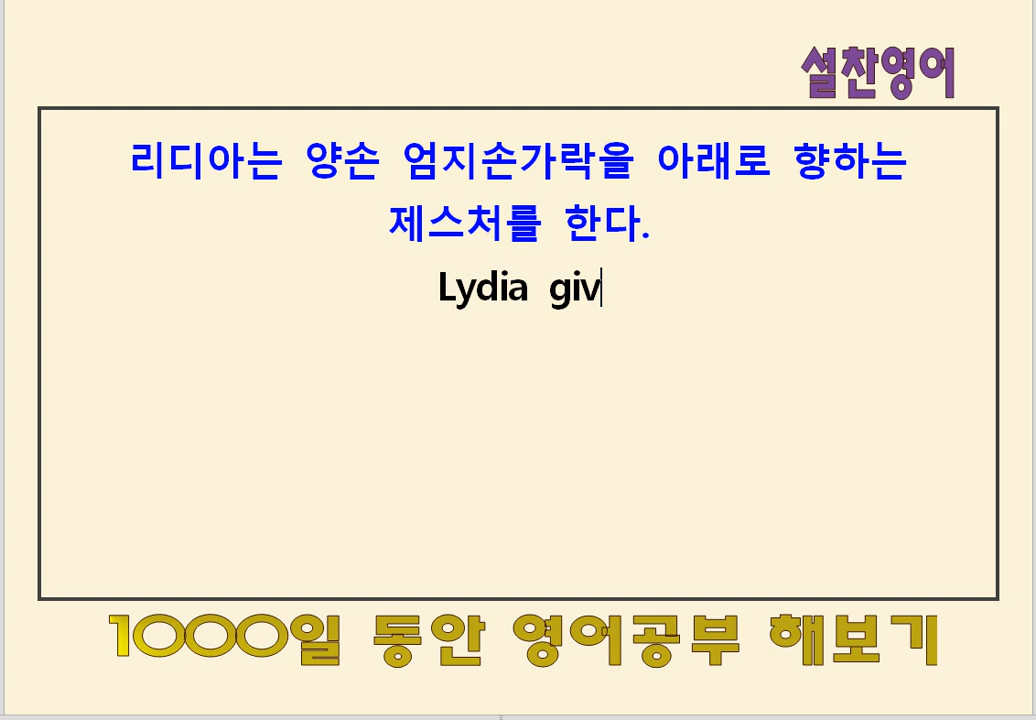 설찬영어
리디아는 양손 엄지손가락을 아래로 향하는
제스처를 한다.
Lydia giv
1000일 동안 영어공부 해보기